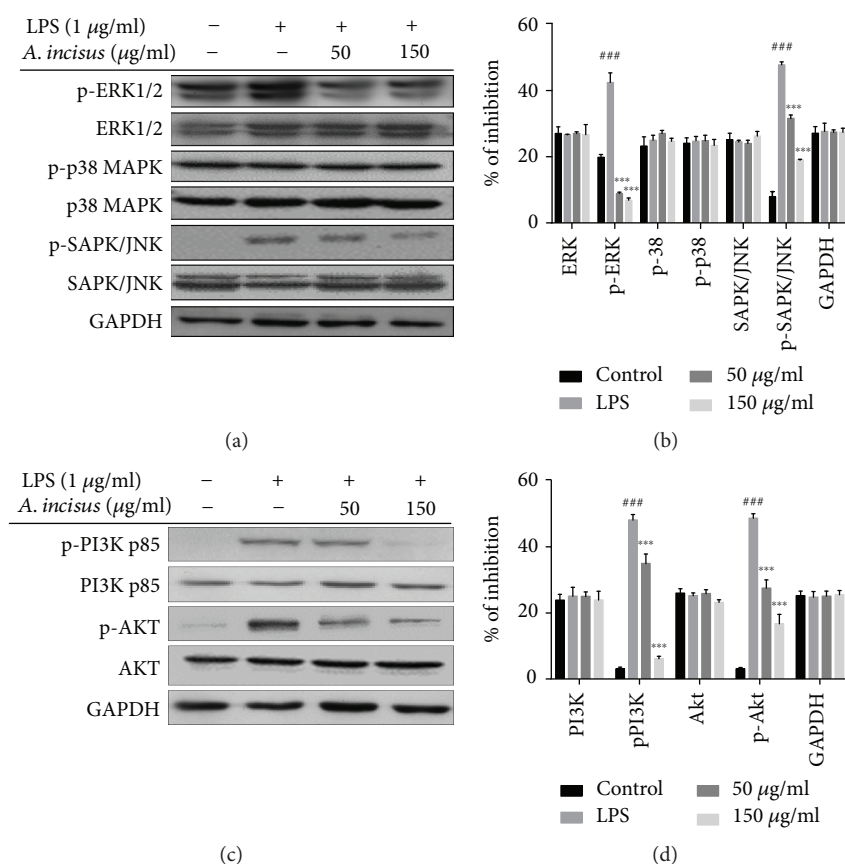 LPS (1 μg/ml) − + + +
A. incisus (μg/ml) − − 50 150
p-ERK1/2
ERK1/2
p-p38 MAPK
p38 MAPK
p-SAPK/JNK
SAPK/JNK
GAPDH
(a)
% of inhibition
60
40
20
0
###
***
***
###
***
***
ERK
p-ERK
p-38
p-p38
SAPK/JNK
p-SAPK/JNK
GAPDH
Control 50 μg/ml
LPS 150 μg/ml
(b)
LPS (1 μg/ml) − + + +
A. incisus (μg/ml) − − 50 150
p-PI3K p85
PI3K p85
p-AKT
AKT
GAPDH
(c)
% of inhibition
60
40
20
0
###
***
***
###
***
***
PI3K
pPI3K
Akt
p-Akt
GAPDH
Control 50 μg/ml
LPS 150 μg/ml
(d)